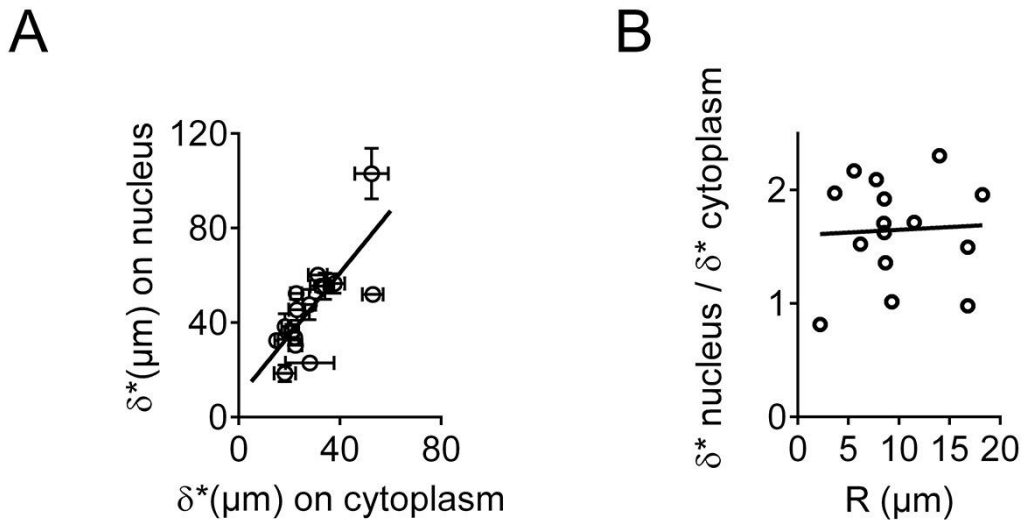 A
δ*(μm) on nucleus
120
80
40
0
0 40 80
δ*(μm) on cytoplasm
B
δ* nucleus / δ* cytoplasm
2
1
0
0 5 10 15 20
R (μm)